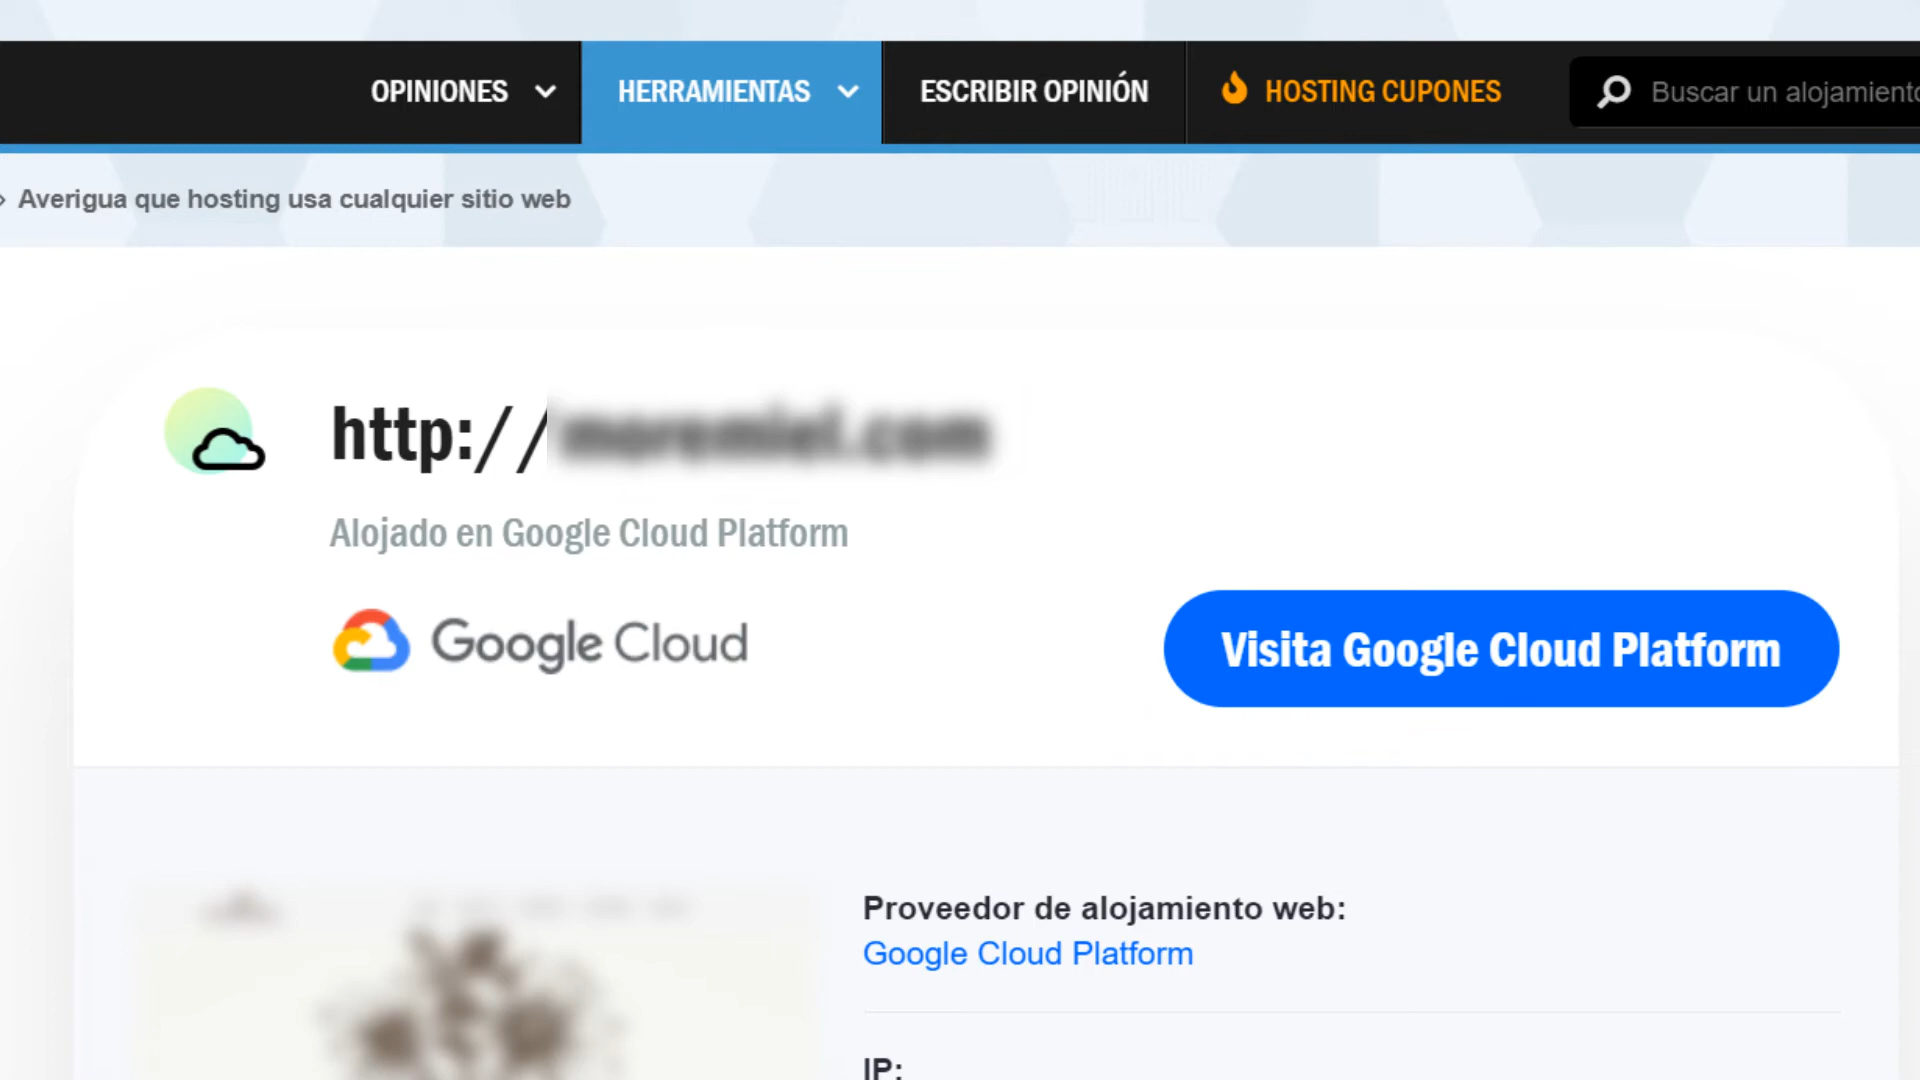 OPINIONES
HERRAMIENTAS
ESCRIBIR OPINIÓN
HOSTING CUPONES
Buscar un alojamiento
› Averigua que hosting usa cualquier sitio web
http://
Alojado en Google Cloud Platform
Google Cloud
Visita Google Cloud Platform
Proveedor de alojamiento web:
Google Cloud Platform
IP: